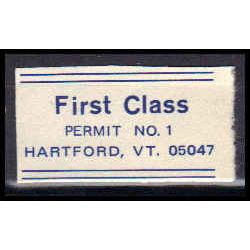 First Class
PERMIT NO. 1
HARTFORD, VT. 05047